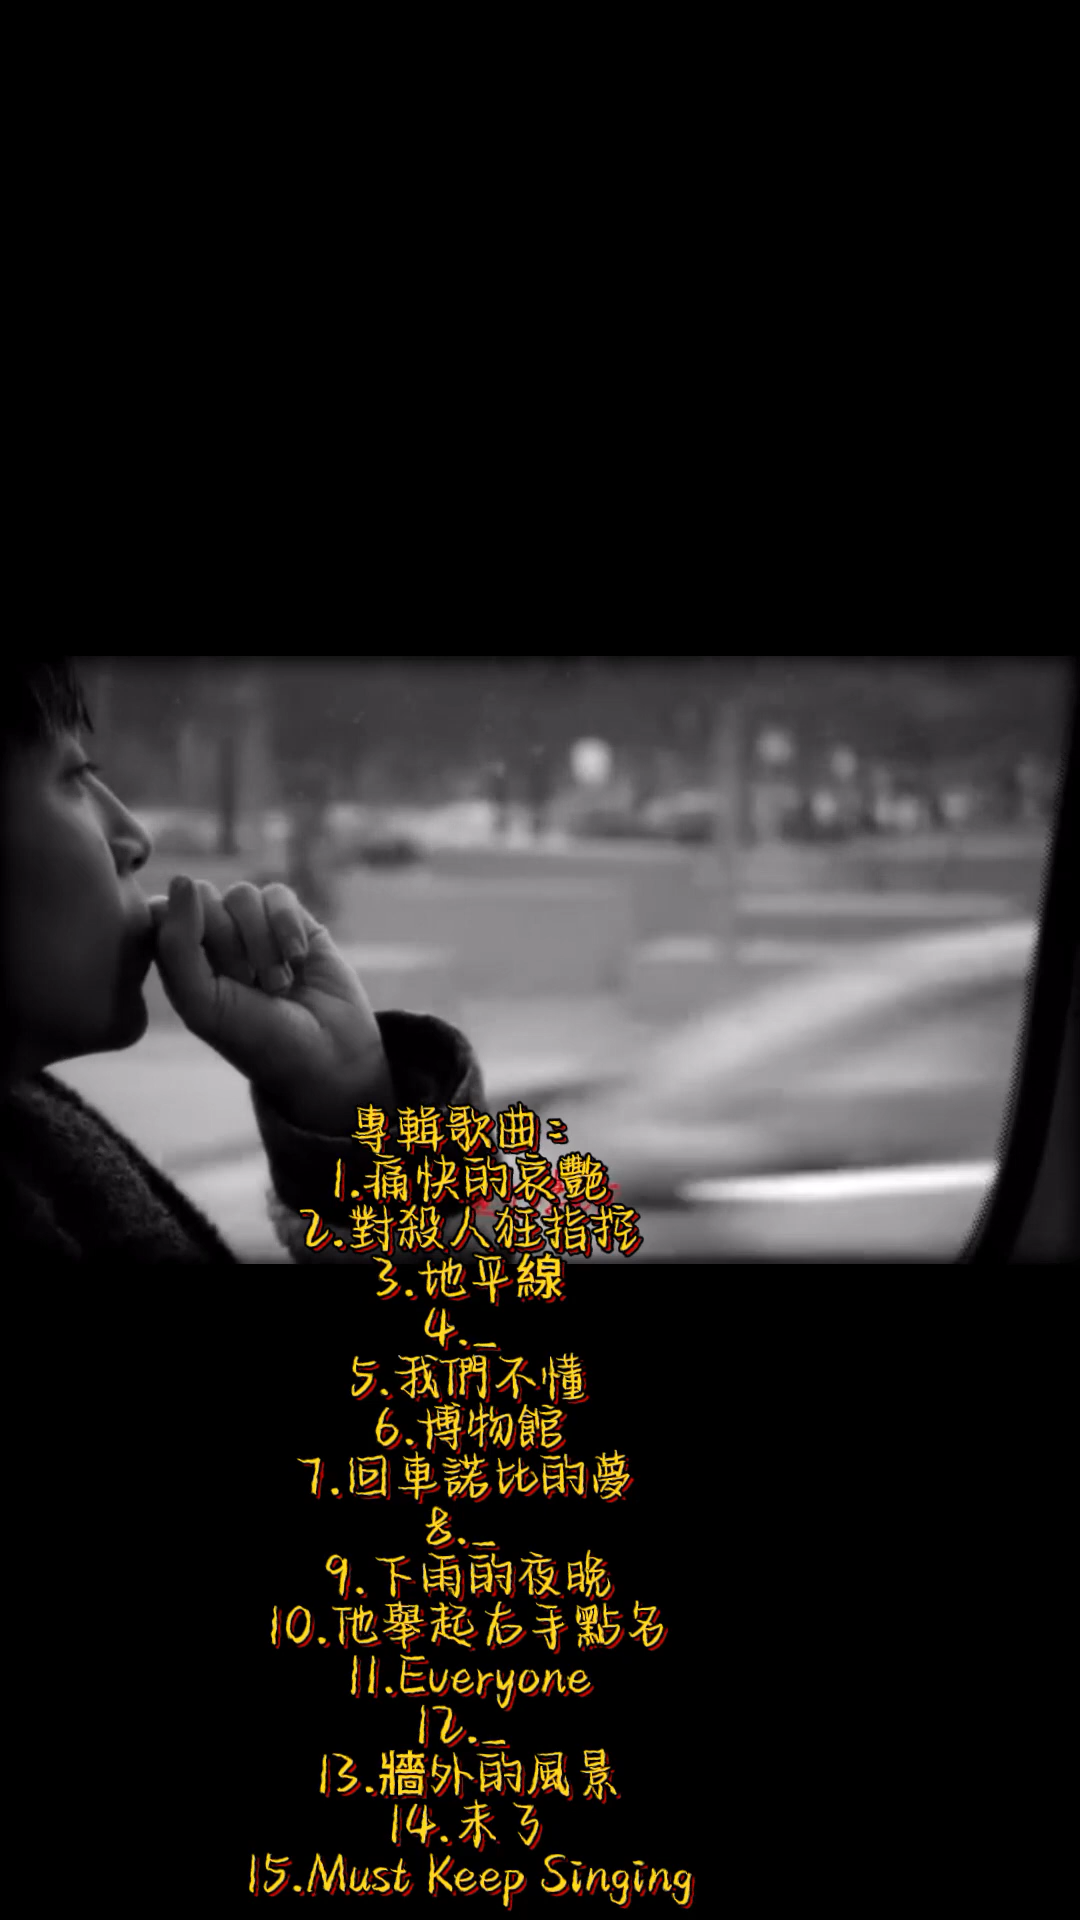 專輯歌曲:
1.痛快的哀艷
2.對殺人狂指控
3.地平線
4._
5.我們不懂
6.博物館
7.回車諾比的夢
8._
9.下雨的夜晚
10.他舉起右手點名
11.Everyone
12._
13.牆外的風景
14.未了
15.Must Keep Singing